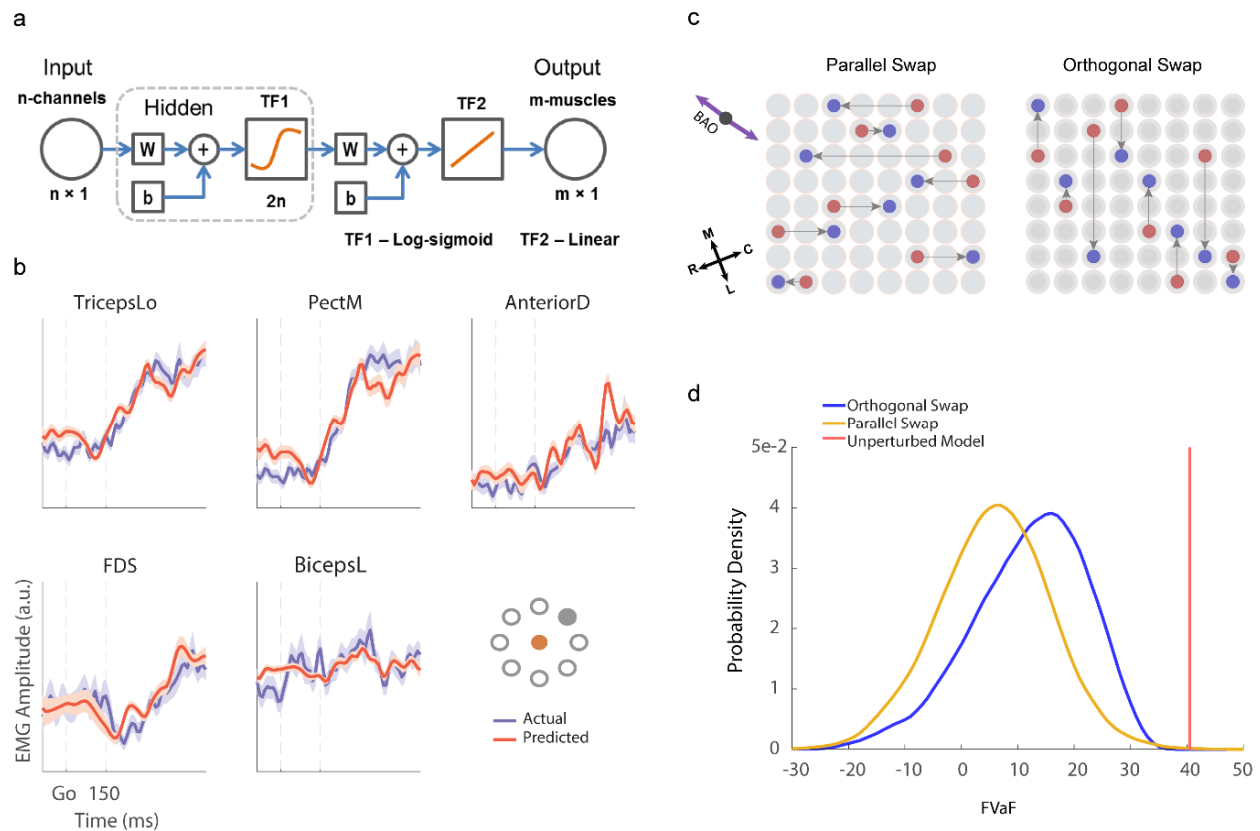 a
Input
n-channels
n × 1
Hidden
W
b
+
TF1
2n
W
b
+
TF2
Output
m-muscles
m × 1
TF1 – Log-sigmoid
TF2 – Linear
b
TricepsLo
PectM
AnteriorD
FDS
BicepsL
EMG Amplitude (a.u.)
Go 150
Time (ms)
Actual
Predicted
c
Parallel Swap
Orthogonal Swap
BAO
M
C
R
L
d
Orthogonal Swap
Parallel Swap
Unperturbed Model
Probability Density
5e-2
4
3
2
1
0
-30 -20 -10 0 10 20 30 40 50
FVaF